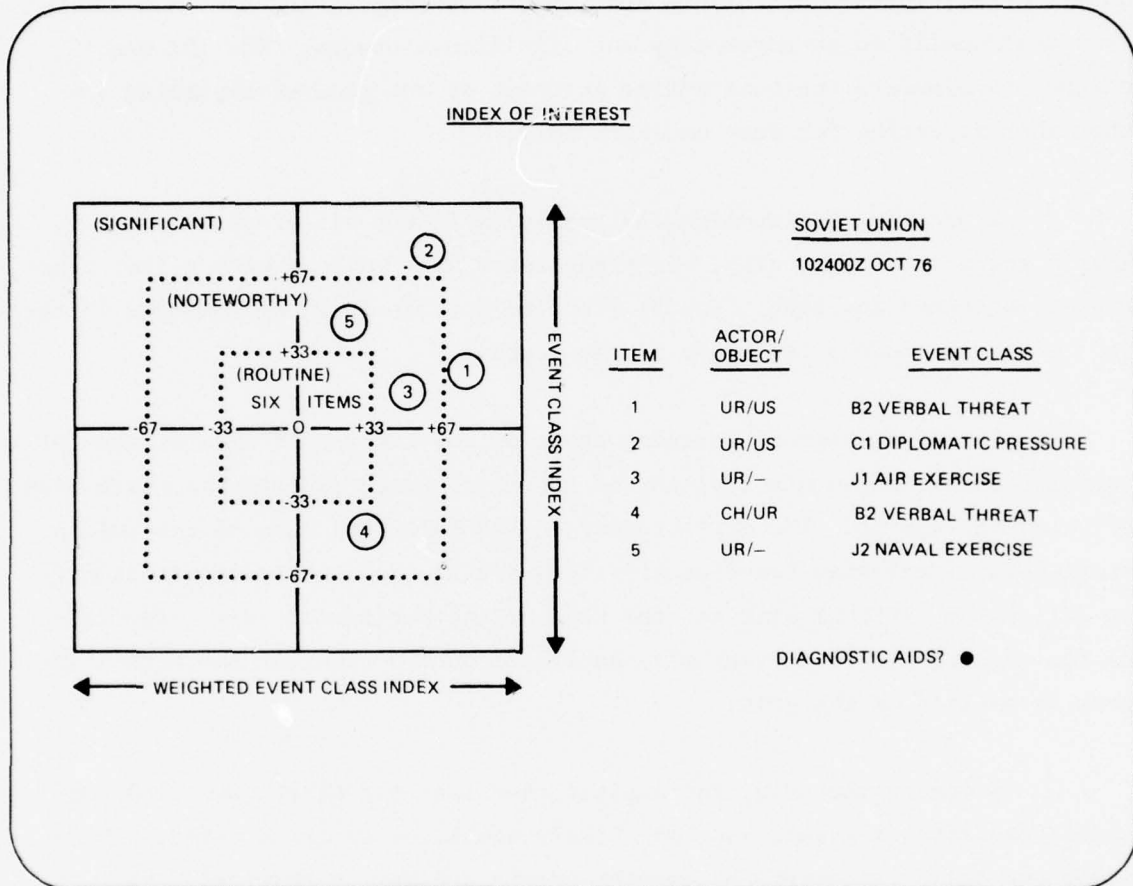 INDEX OF INTEREST
(SIGNIFICANT)
2
+67
(NOTEWORTHY)
5
+33
(ROUTINE)
1
SIX ITEMS
3
-67 -33 0 +33 +67
-33
4
-67
EVENT CLASS INDEX
WEIGHTED EVENT CLASS INDEX
SOVIET UNION
102400Z OCT 76
ITEM ACTOR/OBJECT EVENT CLASS
1 UR/US B2 VERBAL THREAT
2 UR/US C1 DIPLOMATIC PRESSURE
3 UR/– J1 AIR EXERCISE
4 CH/UR B2 VERBAL THREAT
5 UR/– J2 NAVAL EXERCISE
DIAGNOSTIC AIDS?